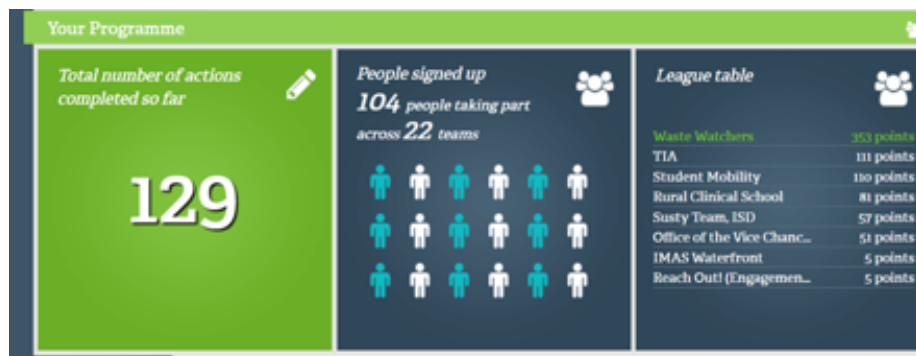 Your Programme
Total number of actions
completed so far
129
People signed up
104 people taking part
across 22 teams
League table
Waste Watchers 353 points
TIA 111 points
Student Mobility 110 points
Rural Clinical School 81 points
Susty Team, ISD 57 points
Office of the Vice Chanc... 51 points
IMAS Waterfront 5 points
Reach Out! (Engagemen... 5 points